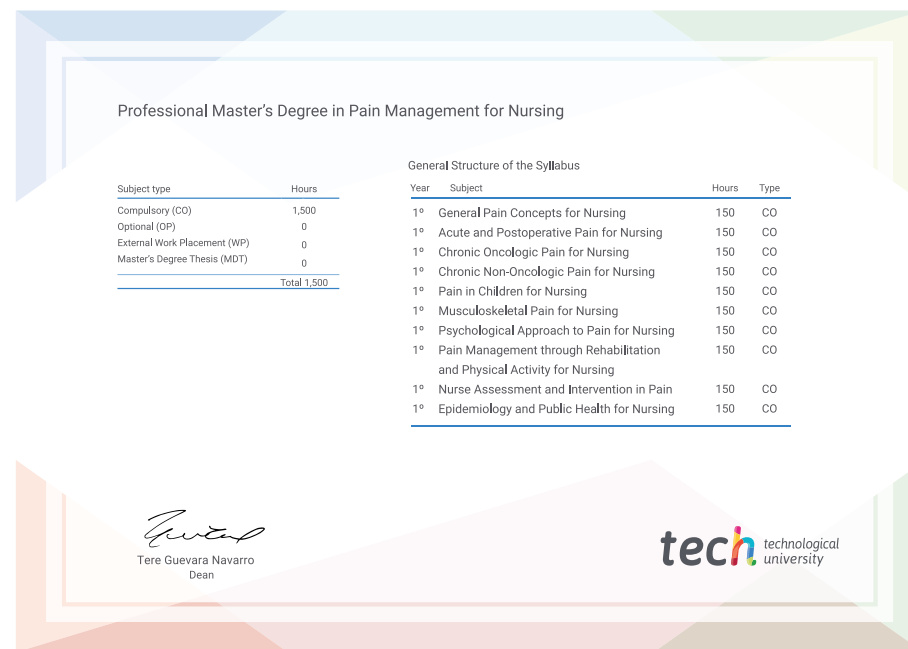 Professional Master's Degree in Pain Management for Nursing
General Structure of the Syllabus
Subject type Hours
Compulsory (CO) 1,500
Optional (OP) 0
External Work Placement (WP) 0
Master's Degree Thesis (MDT) 0
Total 1,500
Year Subject Hours Type
1º General Pain Concepts for Nursing 150 CO
1º Acute and Postoperative Pain for Nursing 150 CO
1º Chronic Oncologic Pain for Nursing 150 CO
1º Chronic Non-Oncologic Pain for Nursing 150 CO
1º Pain in Children for Nursing 150 CO
1º Musculoskeletal Pain for Nursing 150 CO
1º Psychological Approach to Pain for Nursing 150 CO
1º Pain Management through Rehabilitation 150 CO
and Physical Activity for Nursing
1º Nurse Assessment and Intervention in Pain 150 CO
1º Epidemiology and Public Health for Nursing 150 CO
Tere Guevara Navarro
Dean
tech technological
university